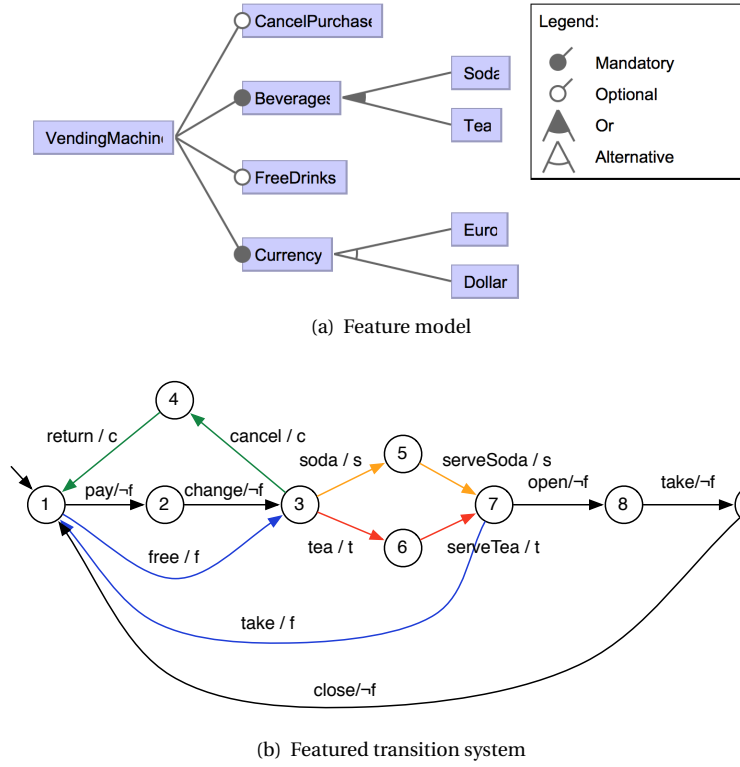 CancelPurchase
Beverages
Soda
Tea
VendingMachine
FreeDrinks
Currency
Euro
Dollar
Legend:
Mandatory
Optional
Or
Alternative
(a) Feature model
4
return / c
cancel / c
5
soda / s
serveSoda / s
1
pay/¬f
2
change/¬f
3
7
open/¬f
8
take/¬f
free / f
tea / t
6
serveTea / t
take / f
close/¬f
(b) Featured transition system